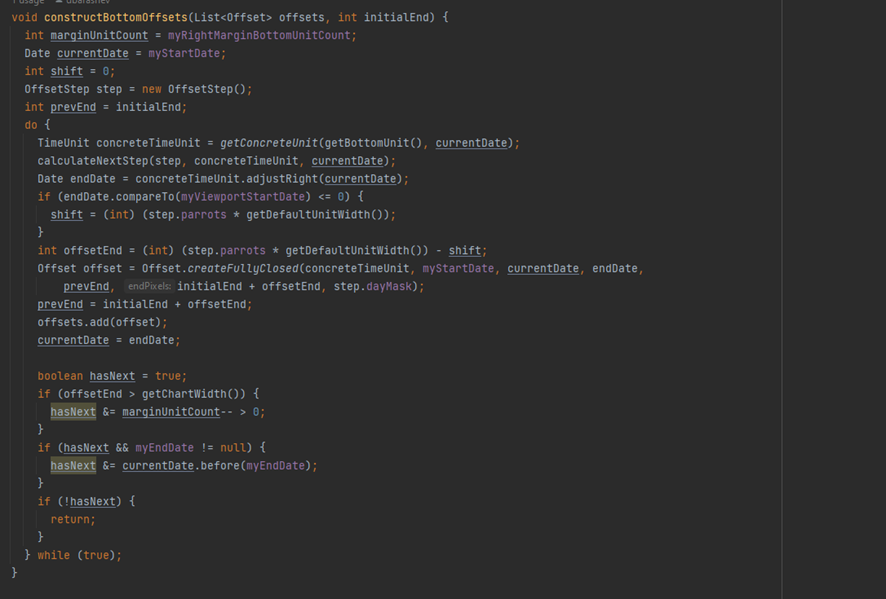 1 usage dbarashev
void constructBottomOffsets(List<Offset> offsets, int initialEnd) {
int marginUnitCount = myRightMarginBottomUnitCount;
Date currentDate = myStartDate;
int shift = 0;
OffsetStep step = new OffsetStep();
int prevEnd = initialEnd;
do {
TimeUnit concreteTimeUnit = getConcreteUnit(getBottomUnit(), currentDate);
calculateNextStep(step, concreteTimeUnit, currentDate);
Date endDate = concreteTimeUnit.adjustRight(currentDate);
if (endDate.compareTo(myViewportStartDate) <= 0) {
shift = (int) (step.parrots * getDefaultUnitWidth());
}
int offsetEnd = (int) (step.parrots * getDefaultUnitWidth()) - shift;
Offset offset = Offset.createFullyClosed(concreteTimeUnit, myStartDate, currentDate, endDate,
prevEnd, endPixels: initialEnd + offsetEnd, step.dayMask);
prevEnd = initialEnd + offsetEnd;
offsets.add(offset);
currentDate = endDate;
boolean hasNext = true;
if (offsetEnd > getChartWidth()) {
hasNext &= marginUnitCount-- > 0;
}
if (hasNext && myEndDate != null) {
hasNext &= currentDate.before(myEndDate);
}
if (!hasNext) {
return;
}
} while (true);
}